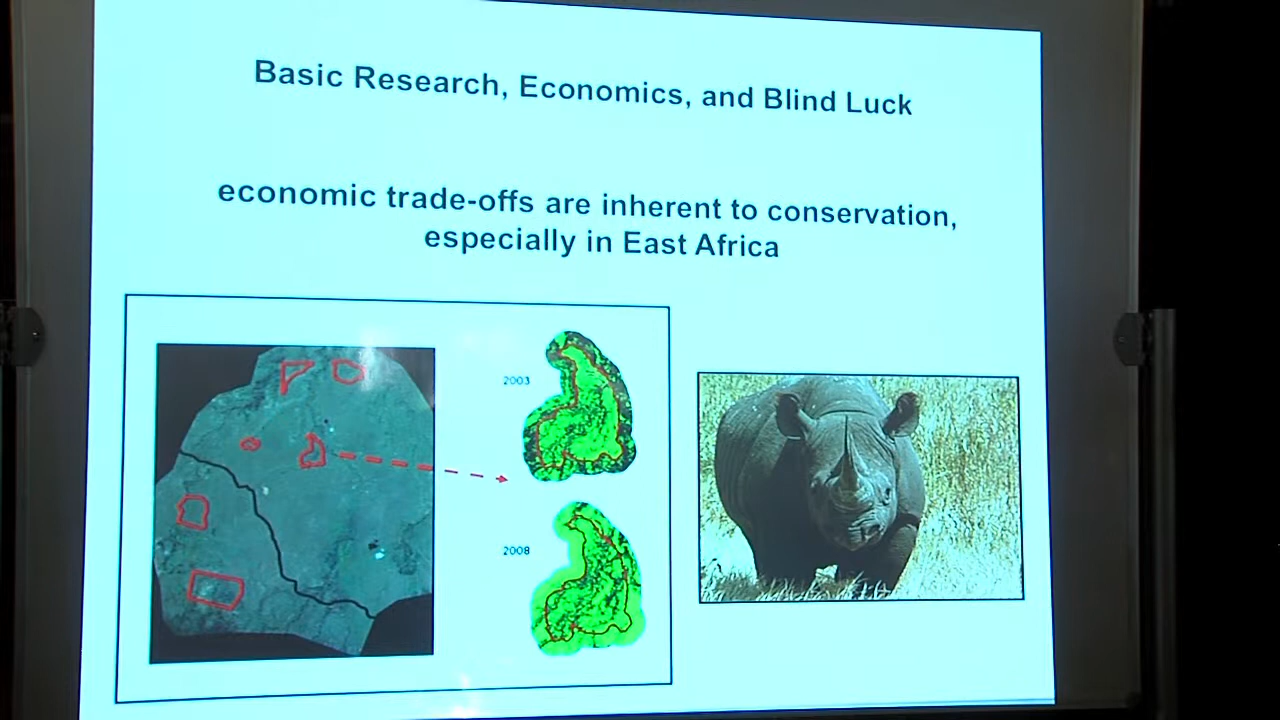 Basic Research, Economics, and Blind Luck
economic trade-offs are inherent to conservation,
especially in East Africa
2003
2008